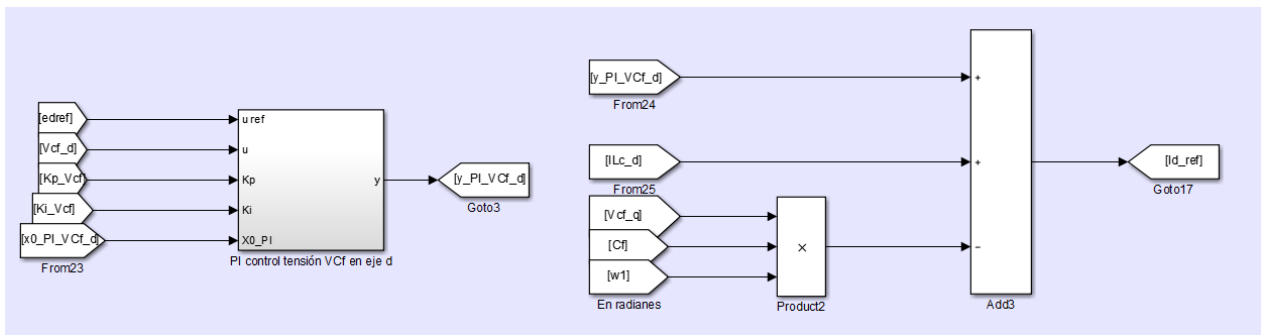 [edref]
[Vcf_d]
[Kp_Vcf]
[Ki_Vcf]
[x0_PI_VCf_d]
From23
u ref
u
Kp
Ki
X0_PI
y
PI control tensión VCf en eje d
[y_PI_VCf_d]
Goto3
[y_PI_VCf_d]
From24
[ILc_d]
From25
[Vcf_q]
[Cf]
[w1]
En radianes
×
Product2
+
+
−
Add3
[Id_ref]
Goto17